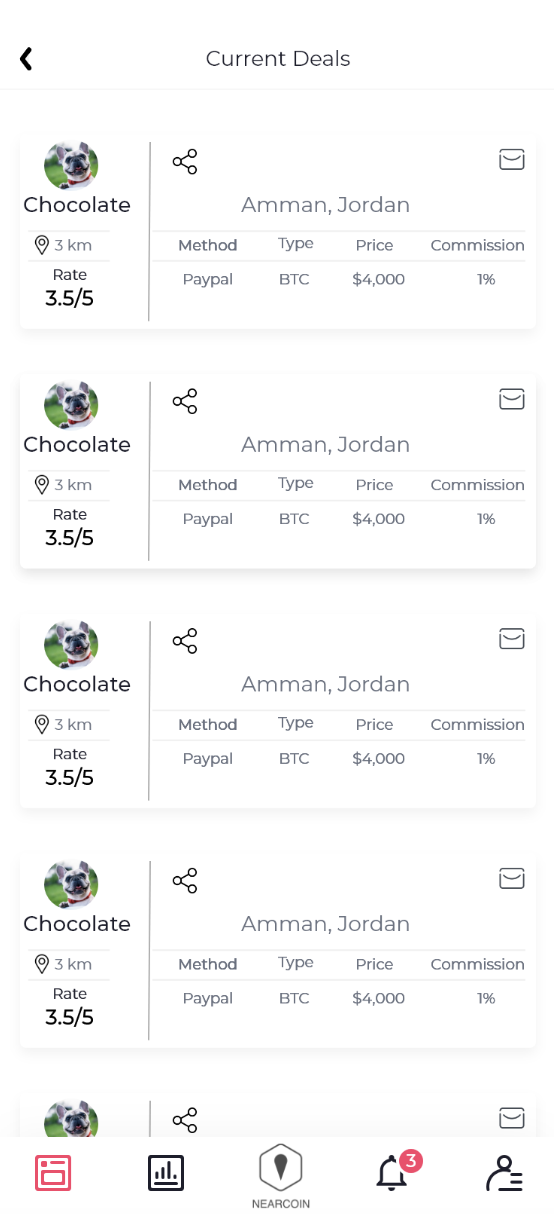 Current Deals
Chocolate
Amman, Jordan
3 km
Method Type Price Commission
Rate
Paypal BTC $4,000 1%
3.5/5
Chocolate
Amman, Jordan
3 km
Method Type Price Commission
Rate
Paypal BTC $4,000 1%
3.5/5
Chocolate
Amman, Jordan
3 km
Method Type Price Commission
Rate
Paypal BTC $4,000 1%
3.5/5
Chocolate
Amman, Jordan
3 km
Method Type Price Commission
Rate
Paypal BTC $4,000 1%
3.5/5
3
NEARCOIN